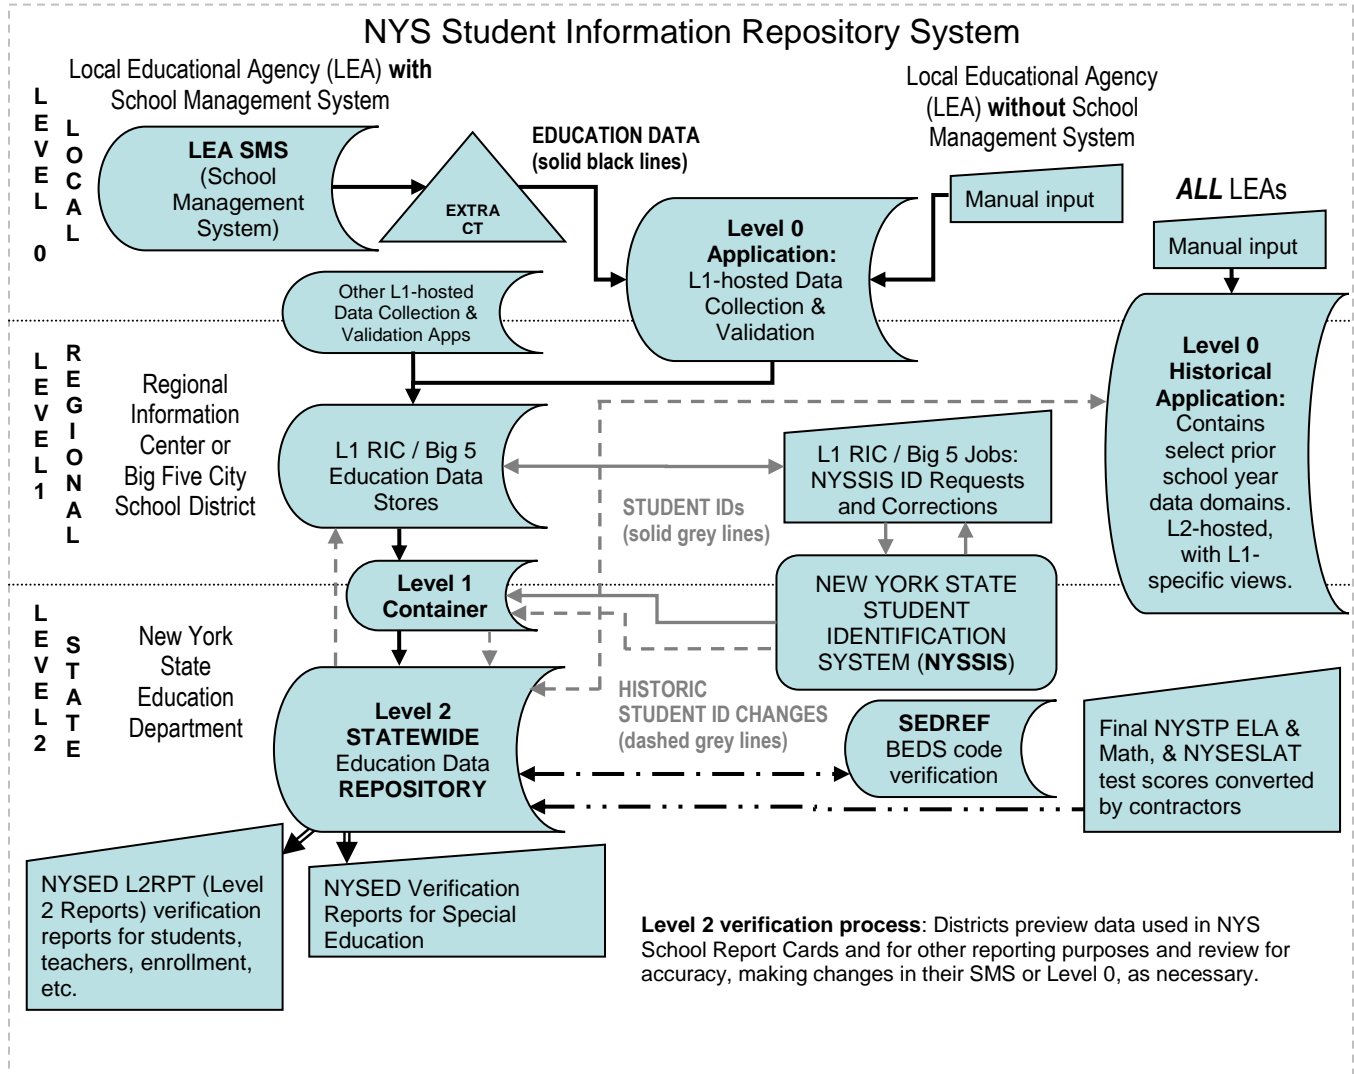 NYS Student Information Repository System
LEVEL 0
LOCAL
Local Educational Agency (LEA) with
School Management System
LEA SMS
(School
Management
System)
EXTRA
CT
EDUCATION DATA
(solid black lines)
Local Educational Agency
(LEA) without School
Management System
Manual input
ALL LEAs
Manual input
Level 0
Application:
L1-hosted Data
Collection &
Validation
Other L1-hosted
Data Collection &
Validation Apps
LEVEL1
REGIONAL
Regional
Information
Center or
Big Five City
School District
L1 RIC / Big 5
Education Data
Stores
L1 RIC / Big 5 Jobs:
NYSSIS ID Requests
and Corrections
STUDENT IDs
(solid grey lines)
Level 0
Historical
Application:
Contains
select prior
school year
data domains.
L2-hosted,
with L1-
specific views.
Level 1
Container
NEW YORK STATE
STUDENT
IDENTIFICATION
SYSTEM (NYSSIS)
LEVEL2
STATE
New York
State
Education
Department
Level 2
STATEWIDE
Education Data
REPOSITORY
HISTORIC
STUDENT ID CHANGES
(dashed grey lines)
SEDREF
BEDS code
verification
Final NYSTP ELA &
Math, & NYSESLAT
test scores converted
by contractors
NYSED L2RPT (Level
2 Reports) verification
reports for students,
teachers, enrollment,
etc.
NYSED Verification
Reports for Special
Education
Level 2 verification process: Districts preview data used in NYS
School Report Cards and for other reporting purposes and review for
accuracy, making changes in their SMS or Level 0, as necessary.